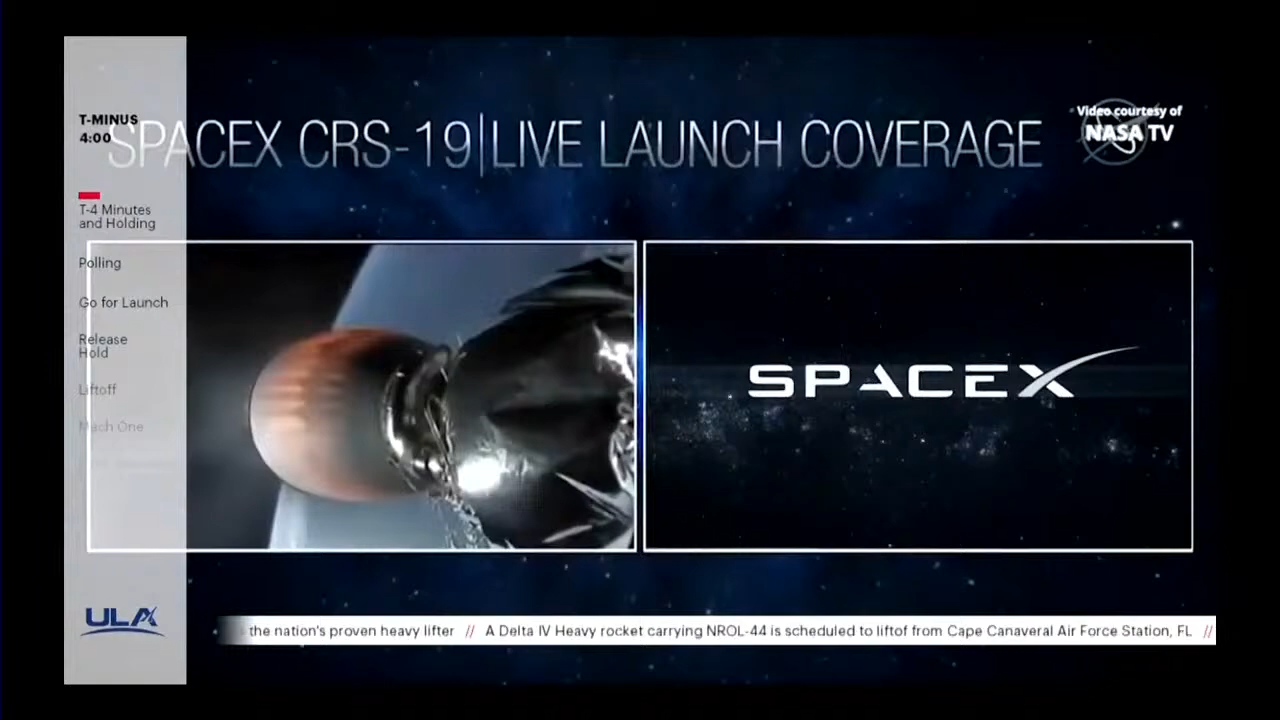 T-MINUS
4:00
SPACEX CRS-19|LIVE LAUNCH COVERAGE
Video courtesy of
NASA TV
T-4 Minutes
and Holding
Polling
Go for Launch
Release
Hold
Liftoff
Mach One
SPACEX
ULA
the nation's proven heavy lifter // A Delta IV Heavy rocket carrying NROL-44 is scheduled to liftof from Cape Canaveral Air Force Station, FL //